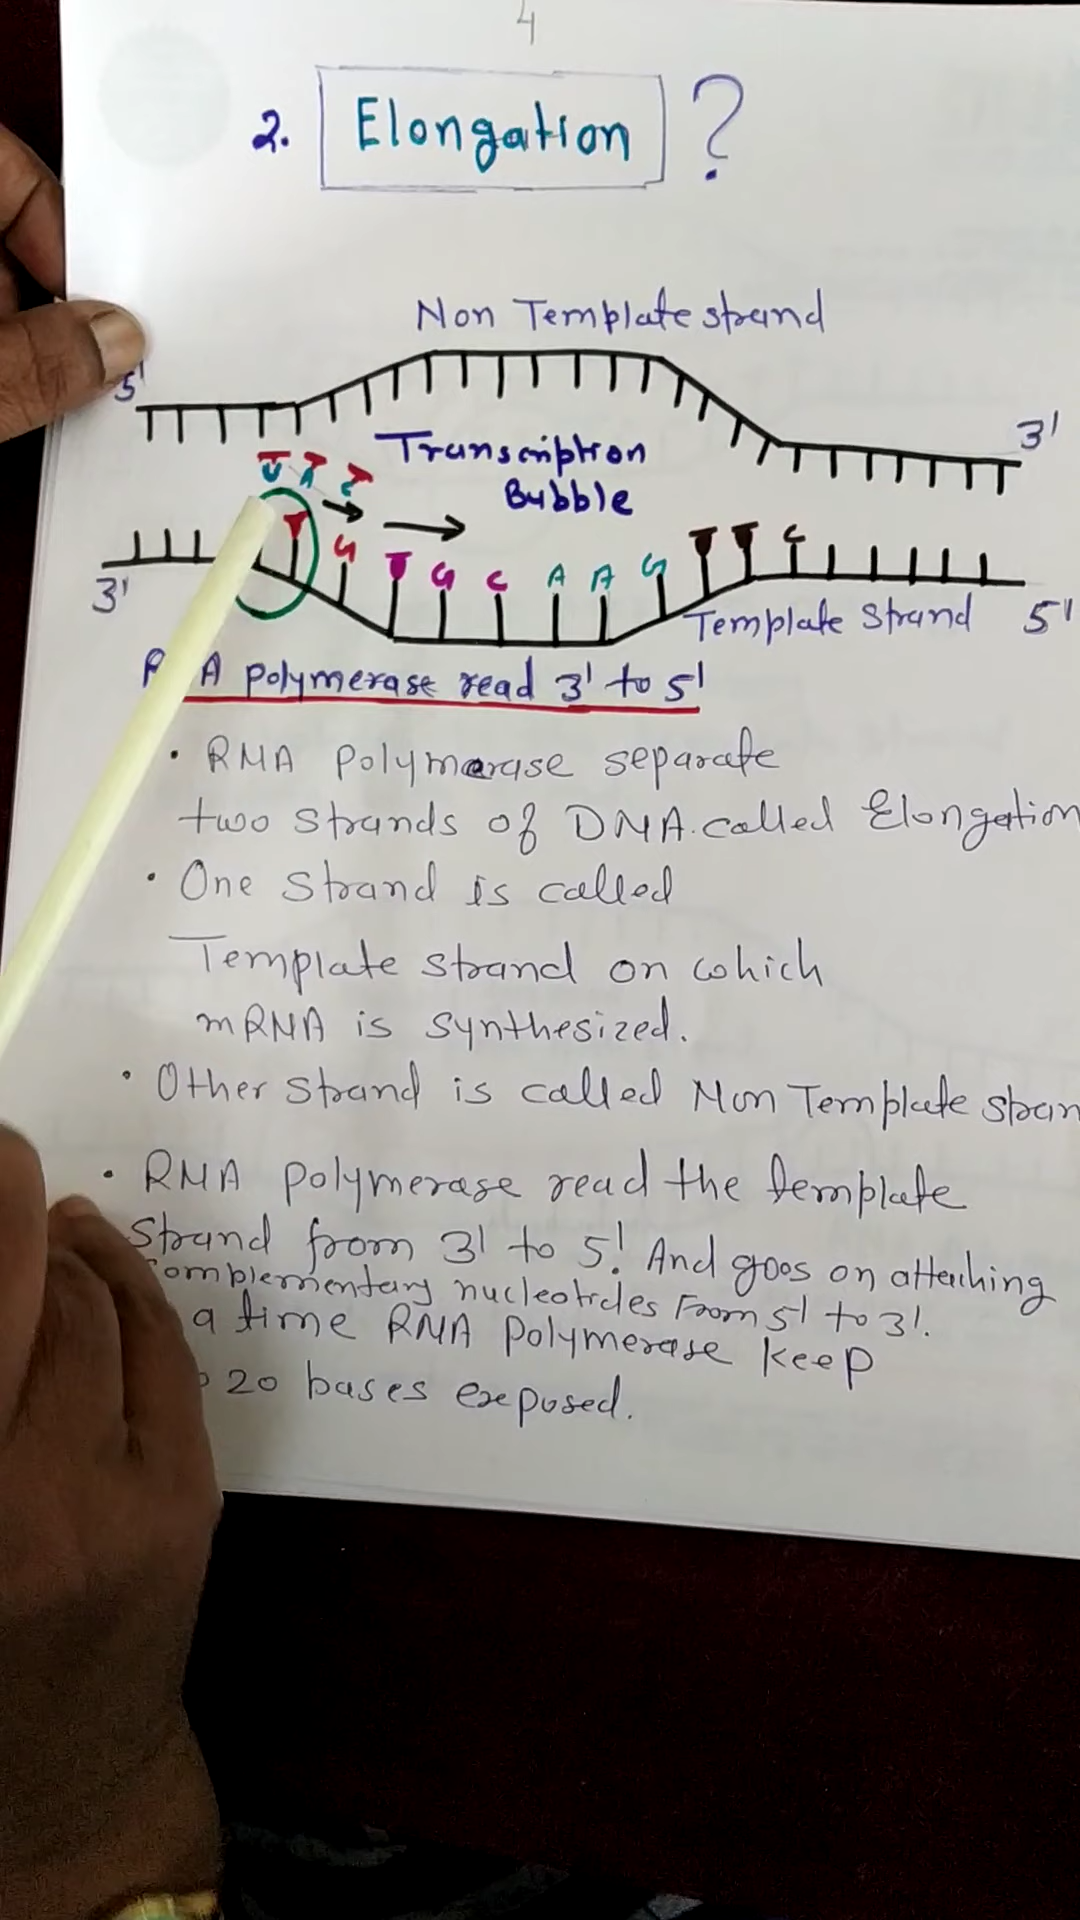 4
2. Elongation ?
Non Template strand
5'
3'
Transcription
Bubble
U A C
T G T G C A A G T T C
3'
Template Strand 5'
A polymerase read 3' to 5'
• RNA polymerase separate
two strands of DNA. called Elongation
• One strand is called
Template strand on which
mRNA is synthesized.
• Other strand is called Non Template stran
• RNA polymerase read the template
strand from 3' to 5'. And goos on attaching
omplementary nucleotides From 5' to 3'.
a time RNA polymerase keep
20 bases exposed.